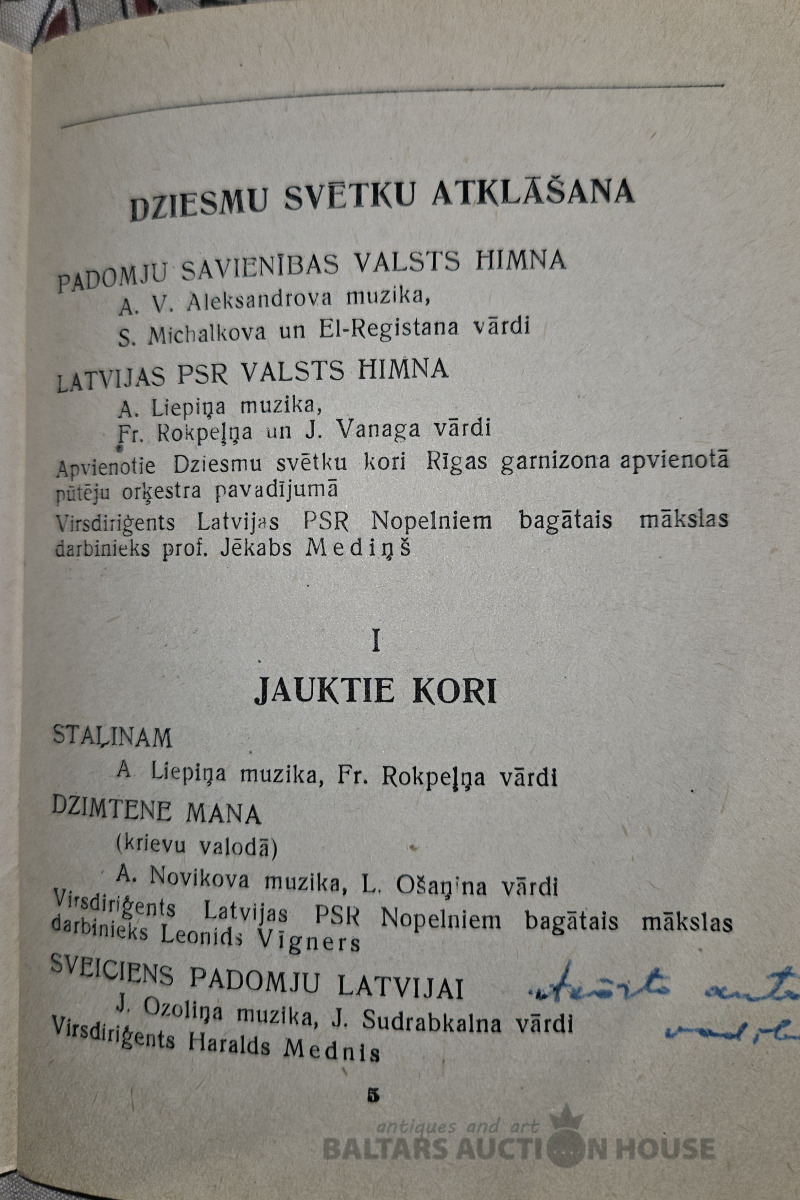 DZIESMU SVĒTKU ATKLĀŠANA
PADOMJU SAVIENĪBAS VALSTS HIMNA
A. V. Aleksandrova muzika,
S. Michalkova un El-Registana vārdi
LATVIJAS PSR VALSTS HIMNA
A. Liepiņa muzika,
Fr. Rokpeļņa un J. Vanaga vārdi
Apvienotie Dziesmu svētku kori Rīgas garnizona apvienotā
pūtēju orķestra pavadījumā
Virsdiriģents Latvijas PSR Nopelniem bagātais mākslas
darbinieks prof. Jēkabs Mediņš
I
JAUKTIE KORI
STAĻINAM
A Liepiņa muzika, Fr. Rokpeļņa vārdi
DZIMTENE MANA
(krievu valodā)
A. Novikova muzika, L. Ošaņina vārdi
Virsdiriģents Latvijas PSR Nopelniem bagātais mākslas
darbinieks Leonids Vīgners
SVEICIENS PADOMJU LATVIJAI
J. Ozoliņa muzika, J. Sudrabkalna vārdi
Virsdiriģents Haralds Mednis
5
antiques and art
BALTARS AUCTION HOUSE